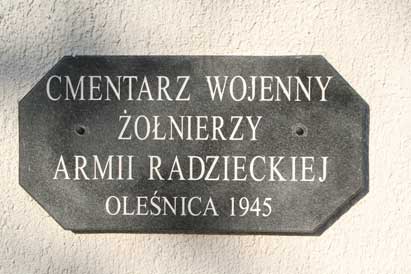 CMENTARZ WOJENNY
ŻOŁNIERZY
ARMII RADZIECKIEJ
OLEŚNICA 1945